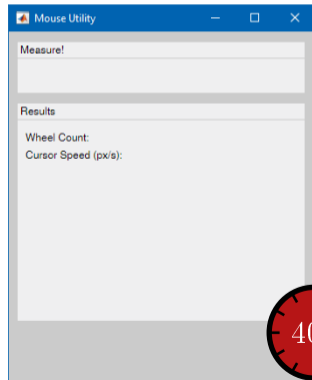 Mouse Utility
Measure!
Results
Wheel Count:
Cursor Speed (px/s):
40